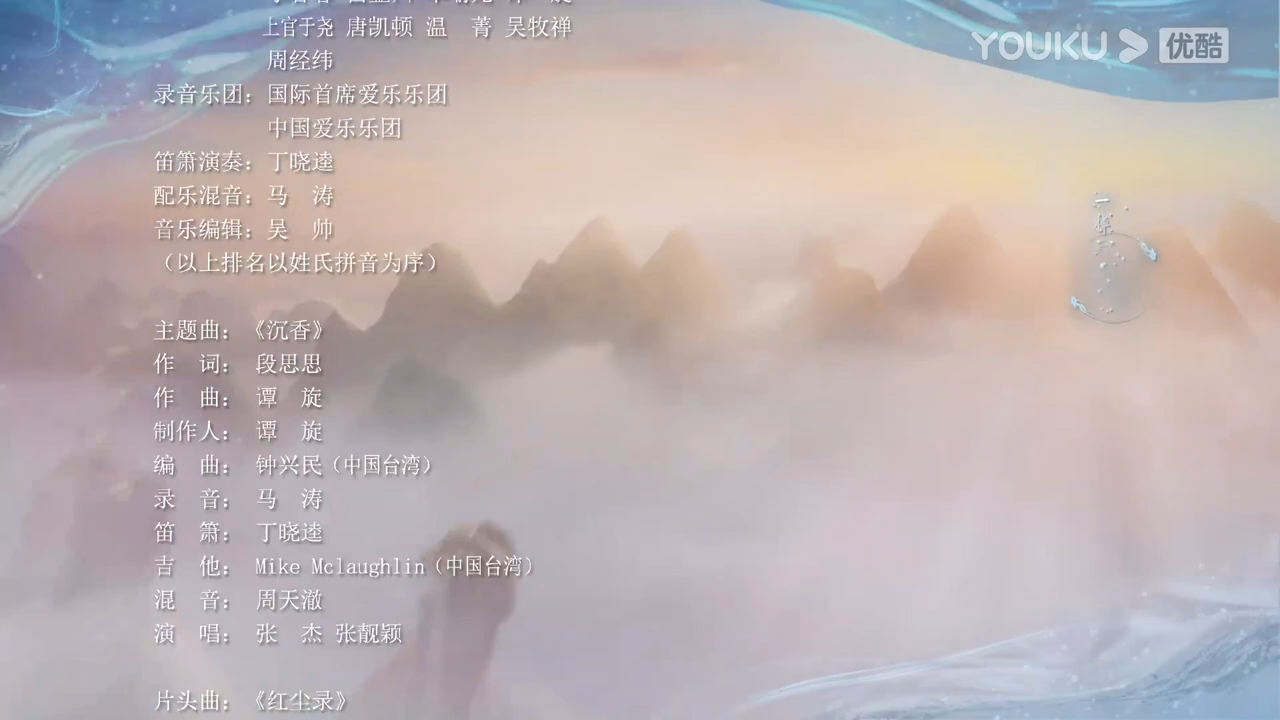 上官于尧 唐凯顿 温 菁 吴牧禅
周经纬
录音乐团：国际首席爱乐乐团
中国爱乐乐团
笛箫演奏：丁晓逵
配乐混音：马 涛
音乐编辑：吴 帅
（以上排名以姓氏拼音为序）
主题曲：《沉香》
作 词： 段思思
作 曲： 谭 旋
制作人： 谭 旋
编 曲： 钟兴民（中国台湾）
录 音： 马 涛
笛 箫： 丁晓逵
吉 他： Mike Mclaughlin（中国台湾）
混 音： 周天澈
演 唱： 张 杰 张靓颖
片头曲：《红尘录》
YOUKU 优酷